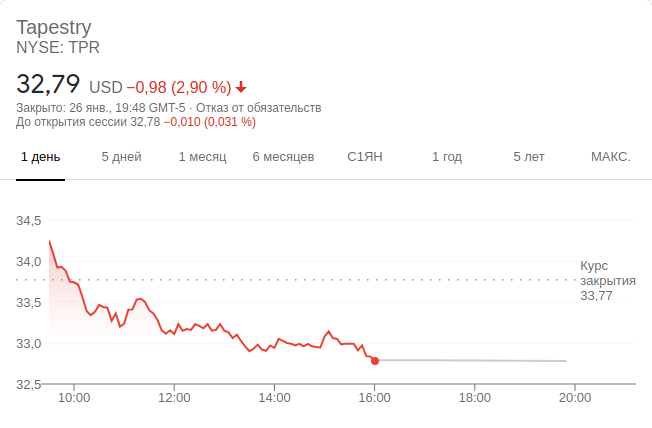 Tapestry
NYSE: TPR
32,79 USD −0,98 (2,90 %)
Закрыто: 26 янв., 19:48 GMT-5 · Отказ от обязательств
До открытия сессии 32,78 −0,010 (0,031 %)
1 день 5 дней 1 месяц 6 месяцев С1ЯН 1 год 5 лет МАКС.
34,5
34,0
33,5
33,0
32,5
Курс
закрытия
33,77
10:00 12:00 14:00 16:00 18:00 20:00